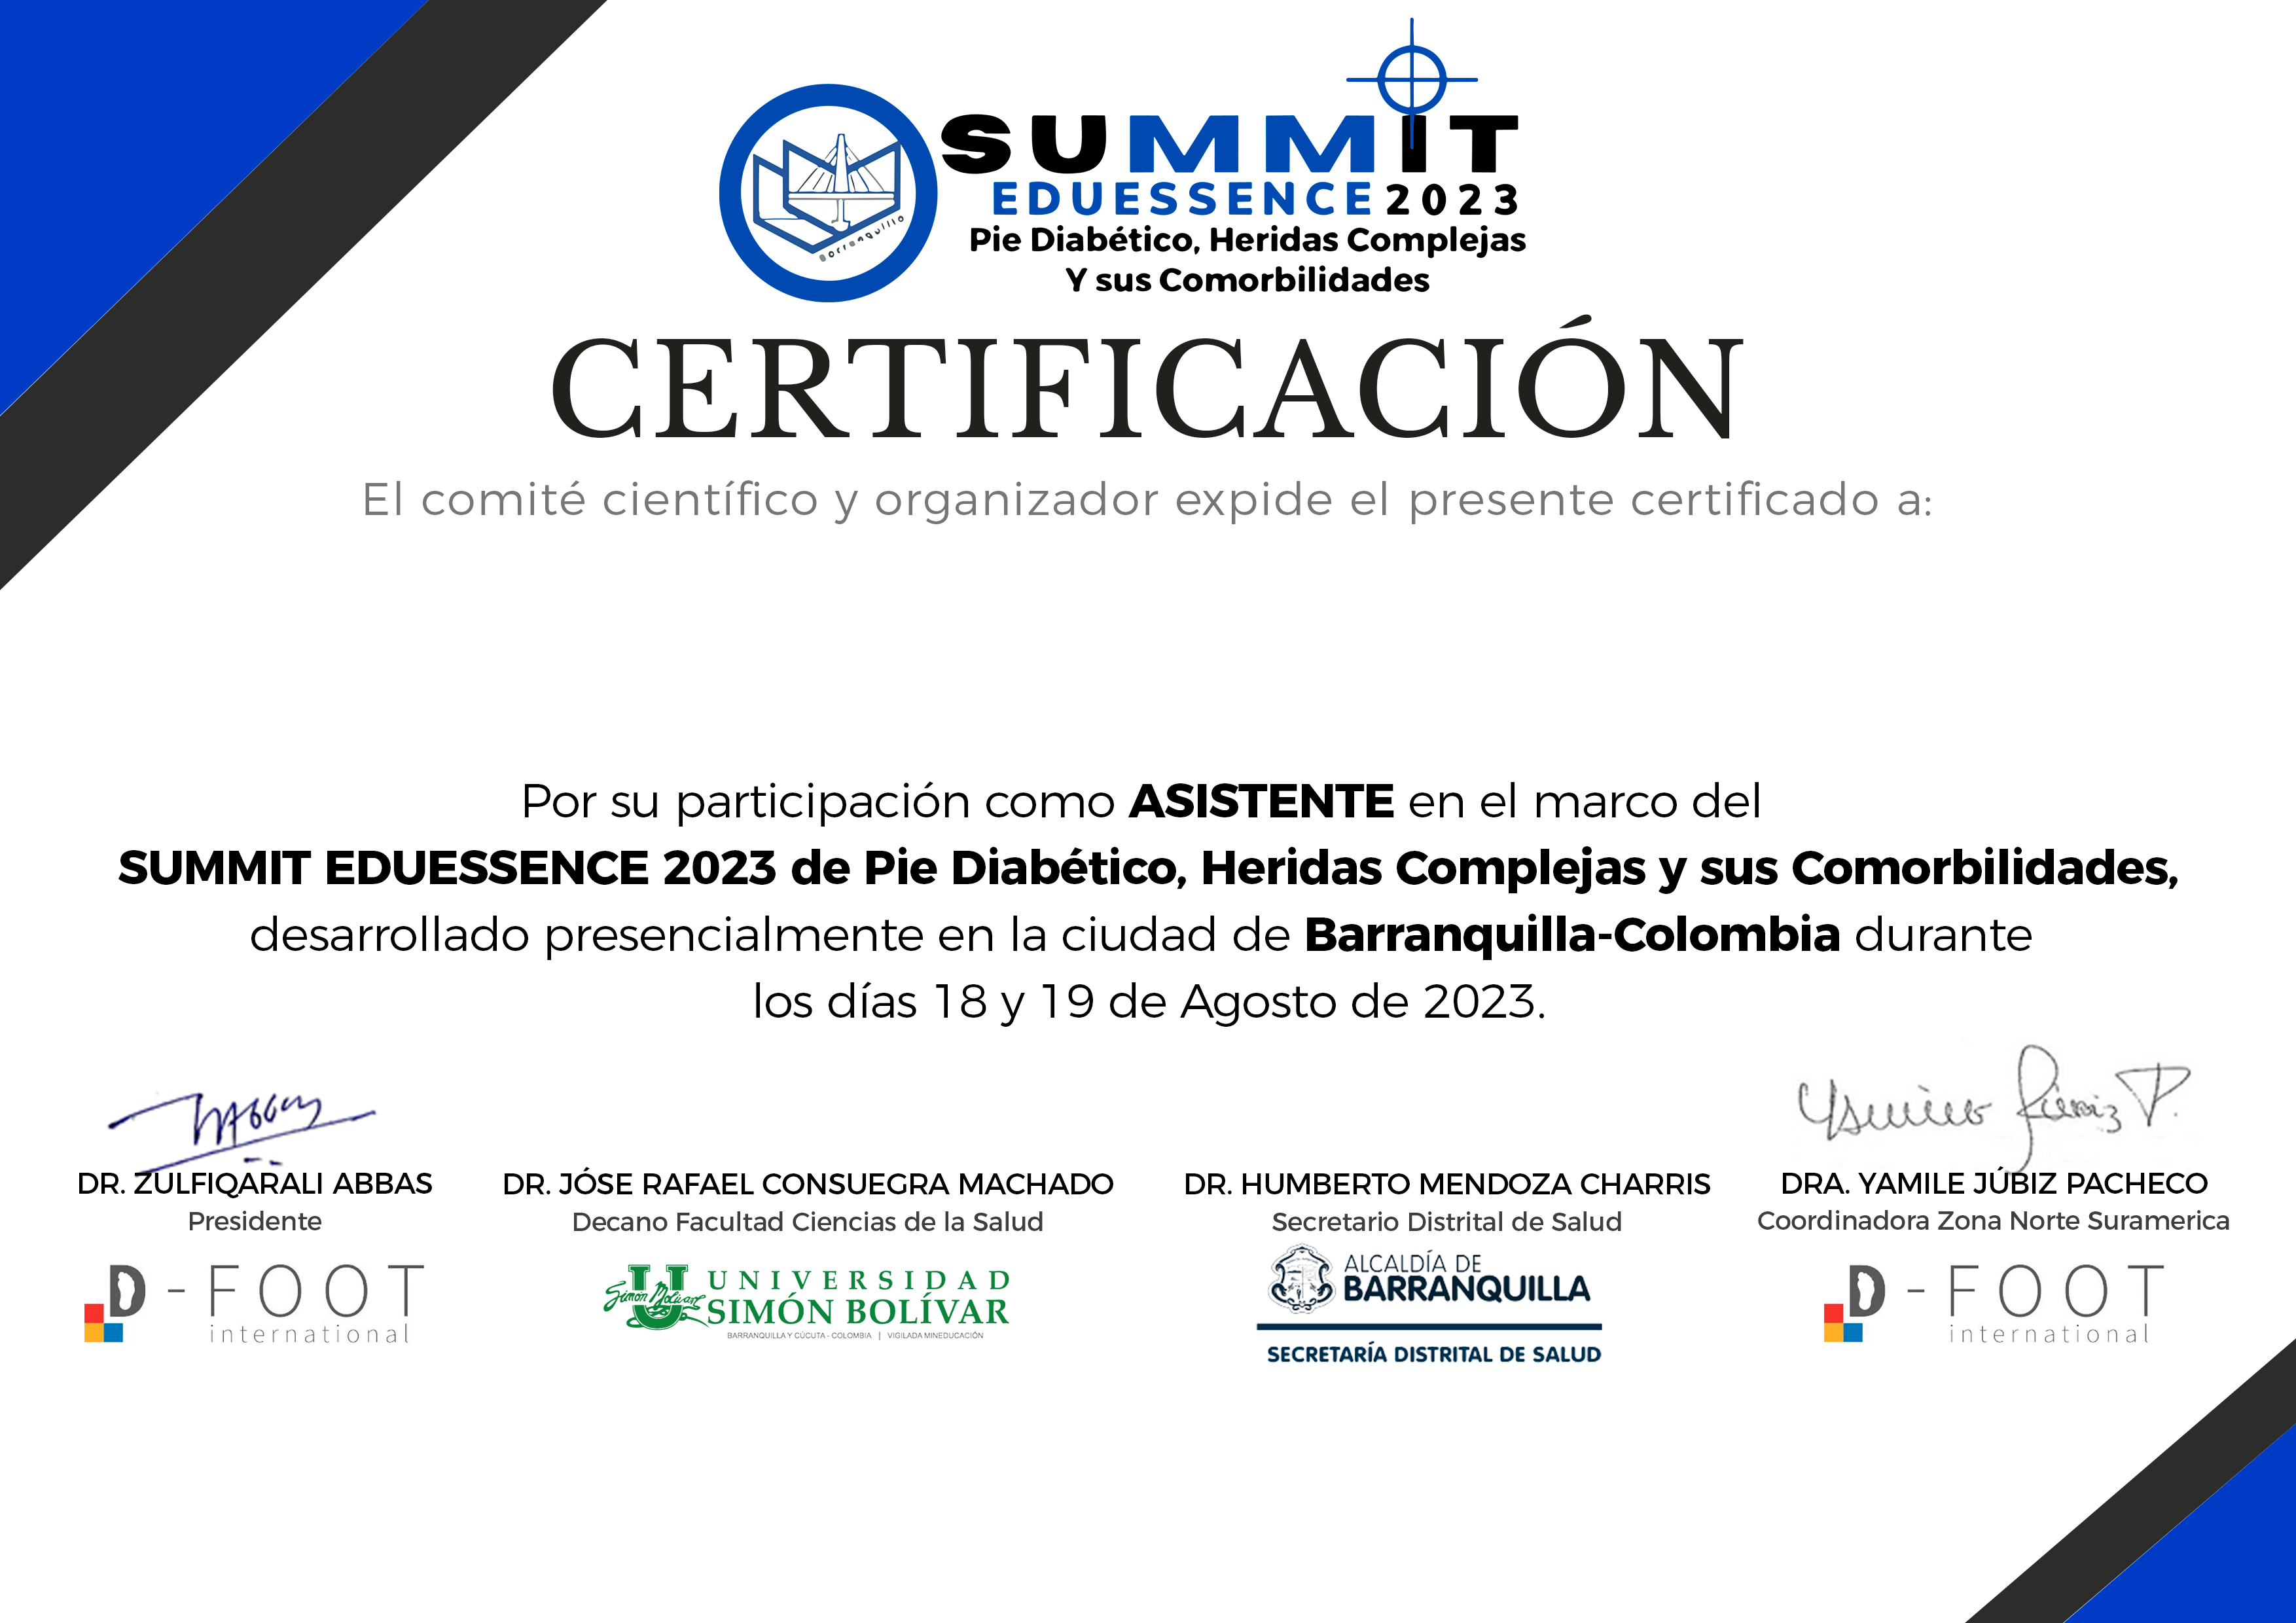 SUMMIT
EDUESSENCE 2023
Pie Diabético, Heridas Complejas
Y sus Comorbilidades
Barranquilla
CERTIFICACIÓN
El comité científico y organizador expide el presente certificado a:
Por su participación como ASISTENTE en el marco del
SUMMIT EDUESSENCE 2023 de Pie Diabético, Heridas Complejas y sus Comorbilidades,
desarrollado presencialmente en la ciudad de Barranquilla-Colombia durante
los días 18 y 19 de Agosto de 2023.
DR. ZULFIQARALI ABBAS
Presidente
D - FOOT
international
DR. JÓSE RAFAEL CONSUEGRA MACHADO
Decano Facultad Ciencias de la Salud
Simón Bolívar
UNIVERSIDAD
SIMÓN BOLÍVAR
BARRANQUILLA Y CÚCUTA - COLOMBIA | VIGILADA MINEDUCACIÓN
DR. HUMBERTO MENDOZA CHARRIS
Secretario Distrital de Salud
ALCALDÍA DE
BARRANQUILLA
SECRETARÍA DISTRITAL DE SALUD
DRA. YAMILE JÚBIZ PACHECO
Coordinadora Zona Norte Suramerica
D - FOOT
international